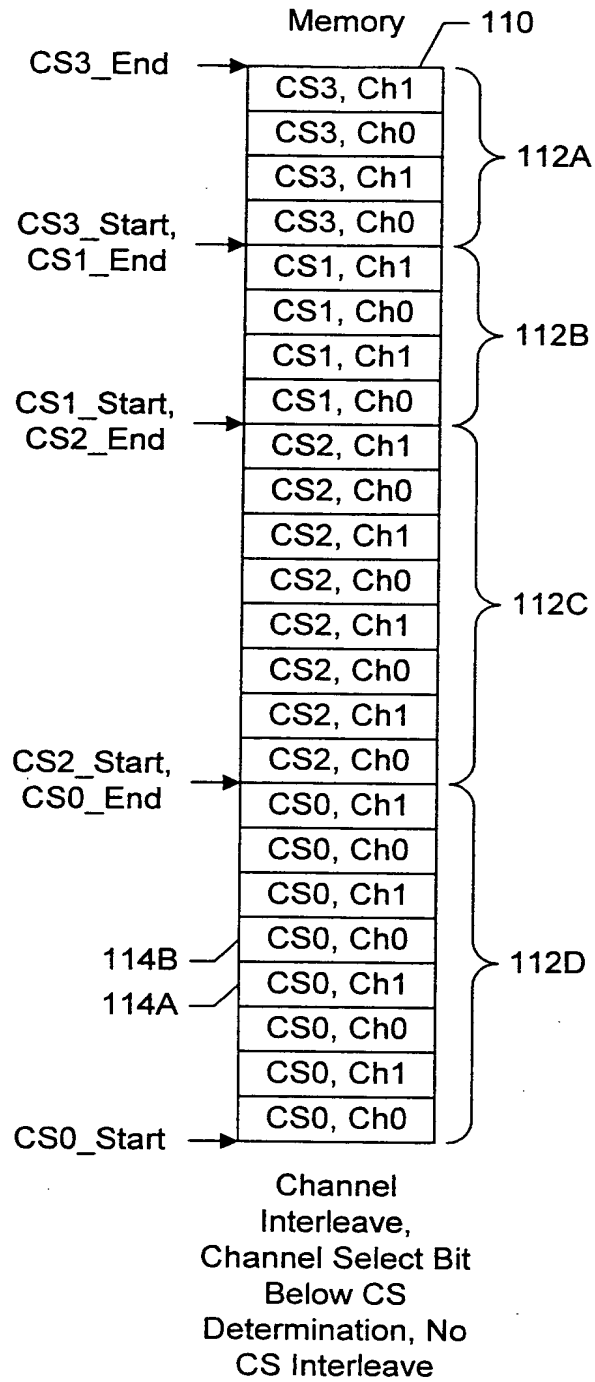 Memory 110
CS3_End
CS3, Ch1
CS3, Ch0
112A
CS3, Ch1
CS3_Start,
CS1_End
CS3, Ch0
CS1, Ch1
CS1, Ch0
112B
CS1, Ch1
CS1_Start,
CS2_End
CS1, Ch0
CS2, Ch1
CS2, Ch0
CS2, Ch1
CS2, Ch0
112C
CS2, Ch1
CS2, Ch0
CS2, Ch1
CS2_Start,
CS0_End
CS2, Ch0
CS0, Ch1
CS0, Ch0
CS0, Ch1
114B
CS0, Ch0
112D
114A
CS0, Ch1
CS0, Ch0
CS0, Ch1
CS0_Start
CS0, Ch0
Channel
Interleave,
Channel Select Bit
Below CS
Determination, No
CS Interleave